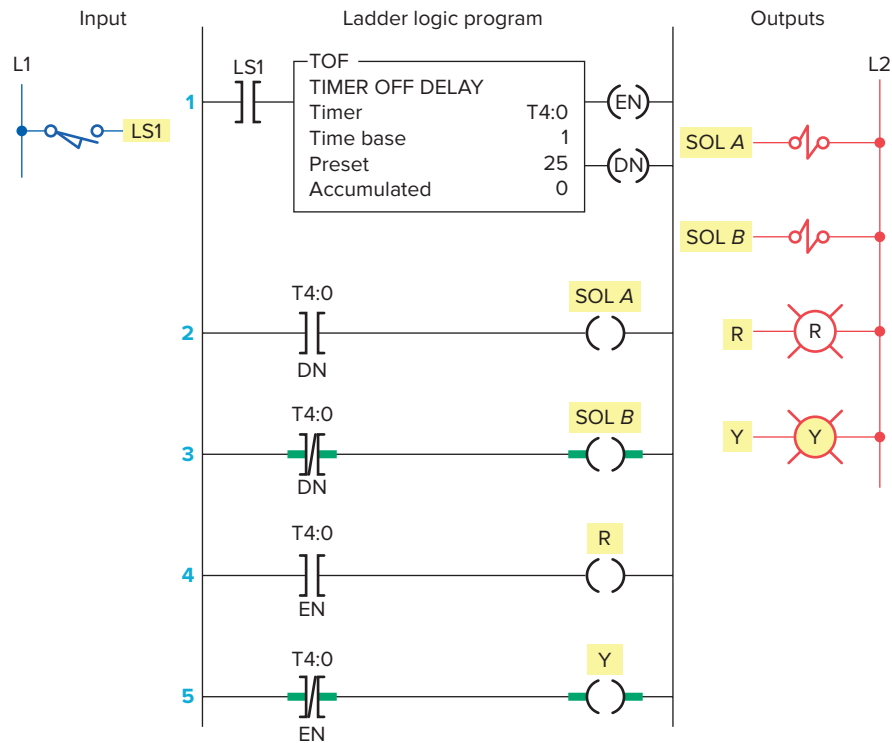 Input
Ladder logic program
Outputs
L1
L2
LS1
LS1
1
TOF
TIMER OFF DELAY
Timer T4:0
Time base 1
Preset 25
Accumulated 0
EN
DN
SOL A
SOL B
T4:0
SOL A
2
DN
R
R
T4:0
SOL B
3
DN
Y
Y
T4:0
R
4
EN
T4:0
Y
5
EN